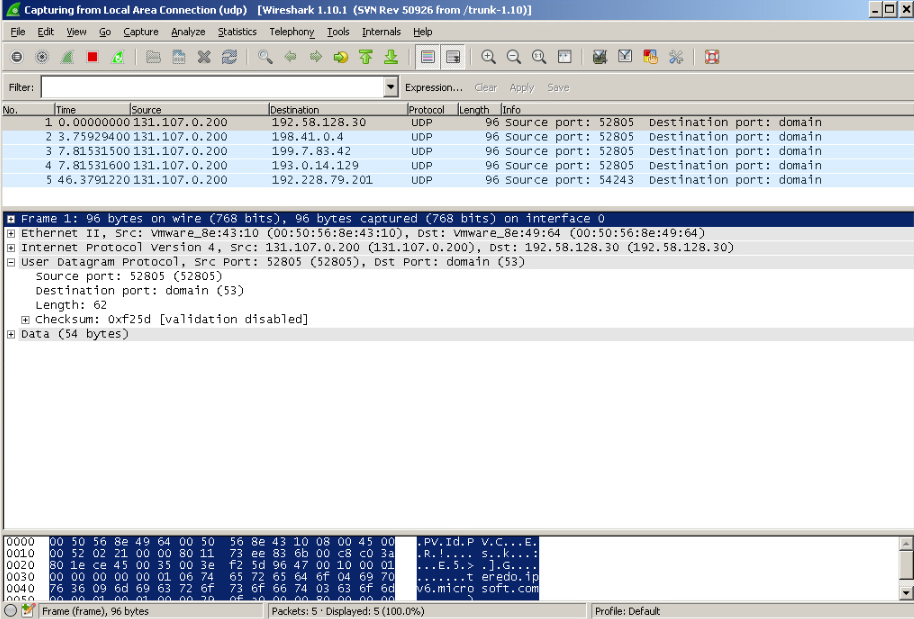 Capturing from Local Area Connection (udp) [Wireshark 1.10.1 (SVN Rev 50926 from /trunk-1.10)]
File Edit View Go Capture Analyze Statistics Telephony Tools Internals Help
Filter: Expression... Clear Apply Save
No. Time Source Destination Protocol Length Info
1 0.00000000 131.107.0.200 192.58.128.30 UDP 96 Source port: 52805 Destination port: domain
2 3.75929400 131.107.0.200 198.41.0.4 UDP 96 Source port: 52805 Destination port: domain
3 7.81531500 131.107.0.200 199.7.83.42 UDP 96 Source port: 52805 Destination port: domain
4 7.81531600 131.107.0.200 193.0.14.129 UDP 96 Source port: 52805 Destination port: domain
5 46.3791220 131.107.0.200 192.228.79.201 UDP 96 Source port: 54243 Destination port: domain
Frame 1: 96 bytes on wire (768 bits), 96 bytes captured (768 bits) on interface 0
Ethernet II, Src: Vmware_8e:43:10 (00:50:56:8e:43:10), Dst: Vmware_8e:49:64 (00:50:56:8e:49:64)
Internet Protocol Version 4, Src: 131.107.0.200 (131.107.0.200), Dst: 192.58.128.30 (192.58.128.30)
User Datagram Protocol, Src Port: 52805 (52805), Dst Port: domain (53)
Source port: 52805 (52805)
Destination port: domain (53)
Length: 62
Checksum: 0xf25d [validation disabled]
Data (54 bytes)
0000 00 50 56 8e 49 64 00 50 56 8e 43 10 08 00 45 00 .PV.Id.P V.C...E.
0010 00 52 02 21 00 00 80 11 73 ee 83 6b 00 c8 c0 3a .R.!.... s..k...:
0020 80 1e ce 45 00 35 00 3e f2 5d 96 47 00 10 00 01 ...E.5.> .].G....
0030 00 00 00 00 00 01 06 74 65 72 65 64 6f 04 69 70 .......t eredo.ip
0040 76 36 09 6d 69 63 72 6f 73 6f 66 74 03 63 6f 6d v6.micro soft.com
Frame (frame), 96 bytes Packets: 5 · Displayed: 5 (100.0%) Profile: Default